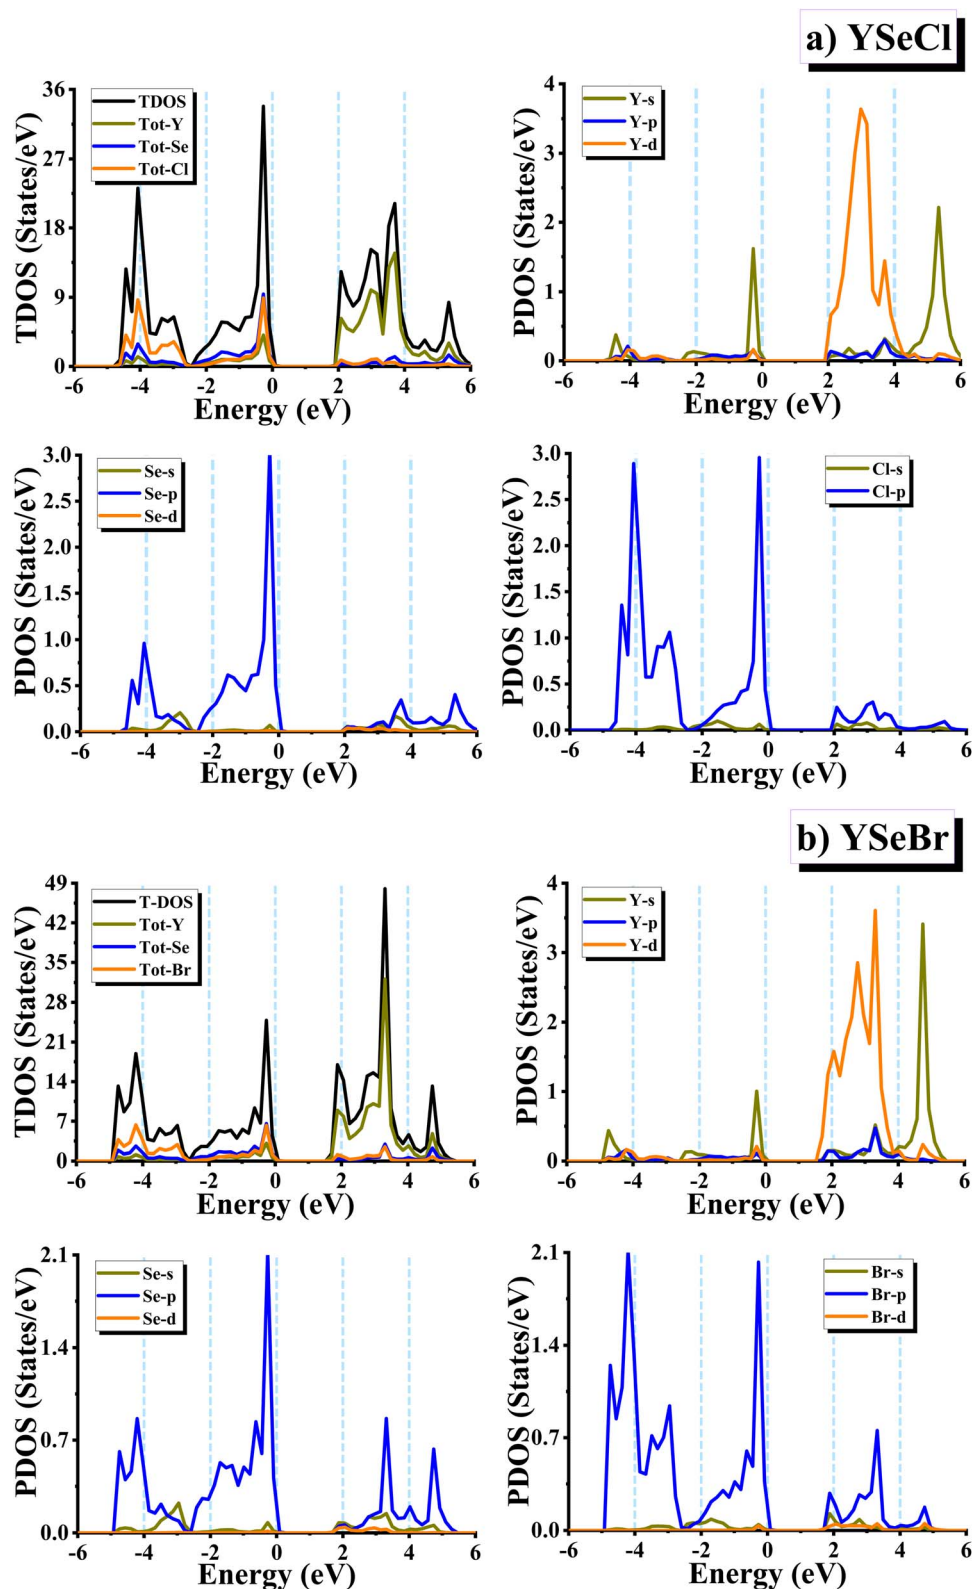 a) YSeCl
TDOS (States/eV)
36
27
18
9
0
TDOS
Tot-Y
Tot-Se
Tot-Cl
-6 -4 -2 0 2 4 6
Energy (eV)
PDOS (States/eV)
4
3
2
1
0
Y-s
Y-p
Y-d
-6 -4 -2 0 2 4 6
Energy (eV)
PDOS (States/eV)
3.0
2.5
2.0
1.5
1.0
0.5
0.0
Se-s
Se-p
Se-d
-6 -4 -2 0 2 4 6
Energy (eV)
PDOS (States/eV)
3.0
2.5
2.0
1.5
1.0
0.5
0.0
Cl-s
Cl-p
-6 -4 -2 0 2 4 6
Energy (eV)
b) YSeBr
TDOS (States/eV)
49
42
35
28
21
14
7
0
T-DOS
Tot-Y
Tot-Se
Tot-Br
-6 -4 -2 0 2 4 6
Energy (eV)
PDOS (States/eV)
4
3
2
1
0
Y-s
Y-p
Y-d
-6 -4 -2 0 2 4 6
Energy (eV)
PDOS (States/eV)
2.1
1.4
0.7
0.0
Se-s
Se-p
Se-d
-6 -4 -2 0 2 4 6
Energy (eV)
PDOS (States/eV)
2.1
1.4
0.7
0.0
Br-s
Br-p
Br-d
-6 -4 -2 0 2 4 6
Energy (eV)